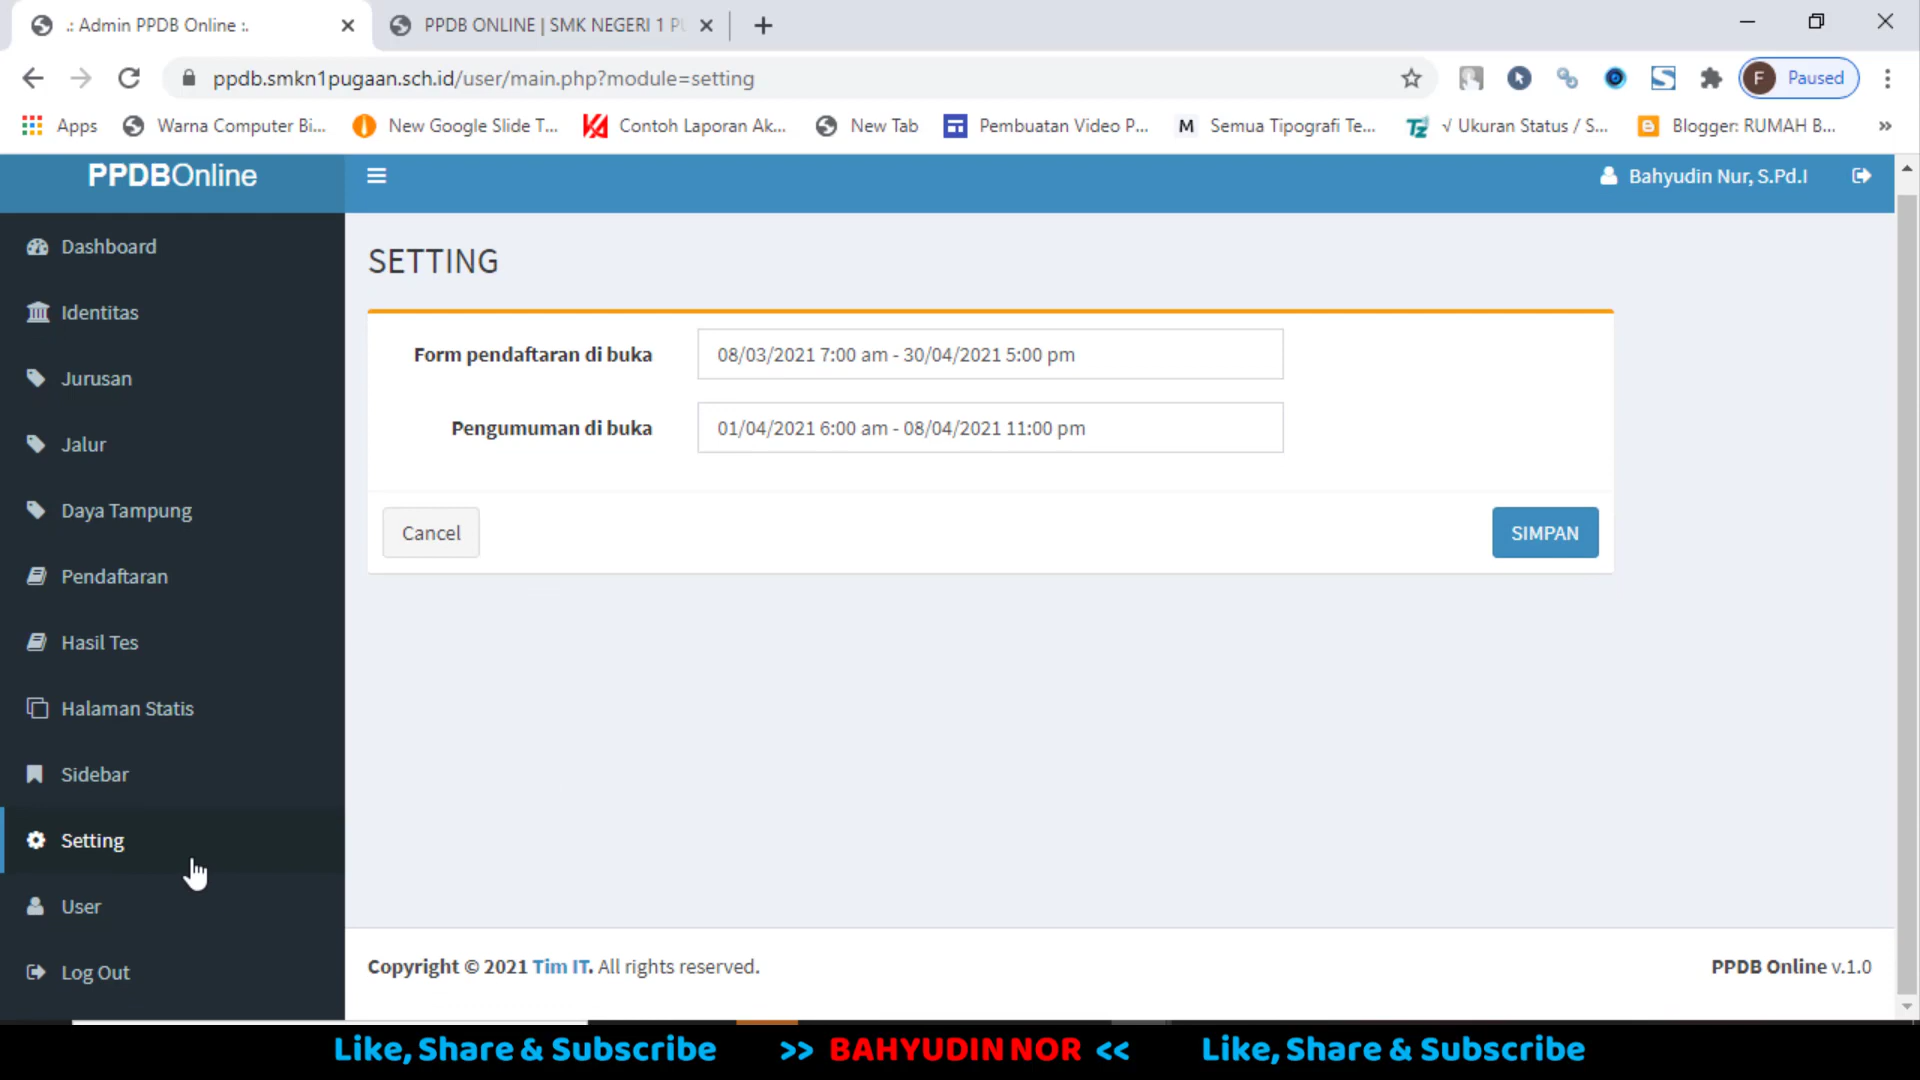 .: Admin PPDB Online :.
PPDB ONLINE | SMK NEGERI 1 P
ppdb.smkn1pugaan.sch.id/user/main.php?module=setting
F Paused
Apps
Warna Computer Bi...
New Google Slide T...
Contoh Laporan Ak...
New Tab
Pembuatan Video P...
M Semua Tipografi Te...
√ Ukuran Status / S...
Blogger: RUMAH B...
»
PPDBOnline
Bahyudin Nur, S.Pd.I
Dashboard
Identitas
Jurusan
Jalur
Daya Tampung
Pendaftaran
Hasil Tes
Halaman Statis
Sidebar
Setting
User
Log Out
SETTING
Form pendaftaran di buka
08/03/2021 7:00 am - 30/04/2021 5:00 pm
Pengumuman di buka
01/04/2021 6:00 am - 08/04/2021 11:00 pm
Cancel
SIMPAN
Copyright © 2021 Tim IT. All rights reserved.
PPDB Online v.1.0
Like, Share & Subscribe >> BAHYUDIN NOR << Like, Share & Subscribe